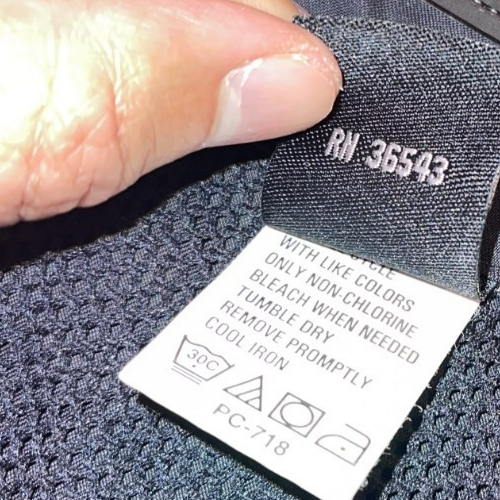 RN 36543
CYCLE
WITH LIKE COLORS
ONLY NON-CHLORINE
BLEACH WHEN NEEDED
TUMBLE DRY
REMOVE PROMPTLY
COOL IRON
30C
PC-718